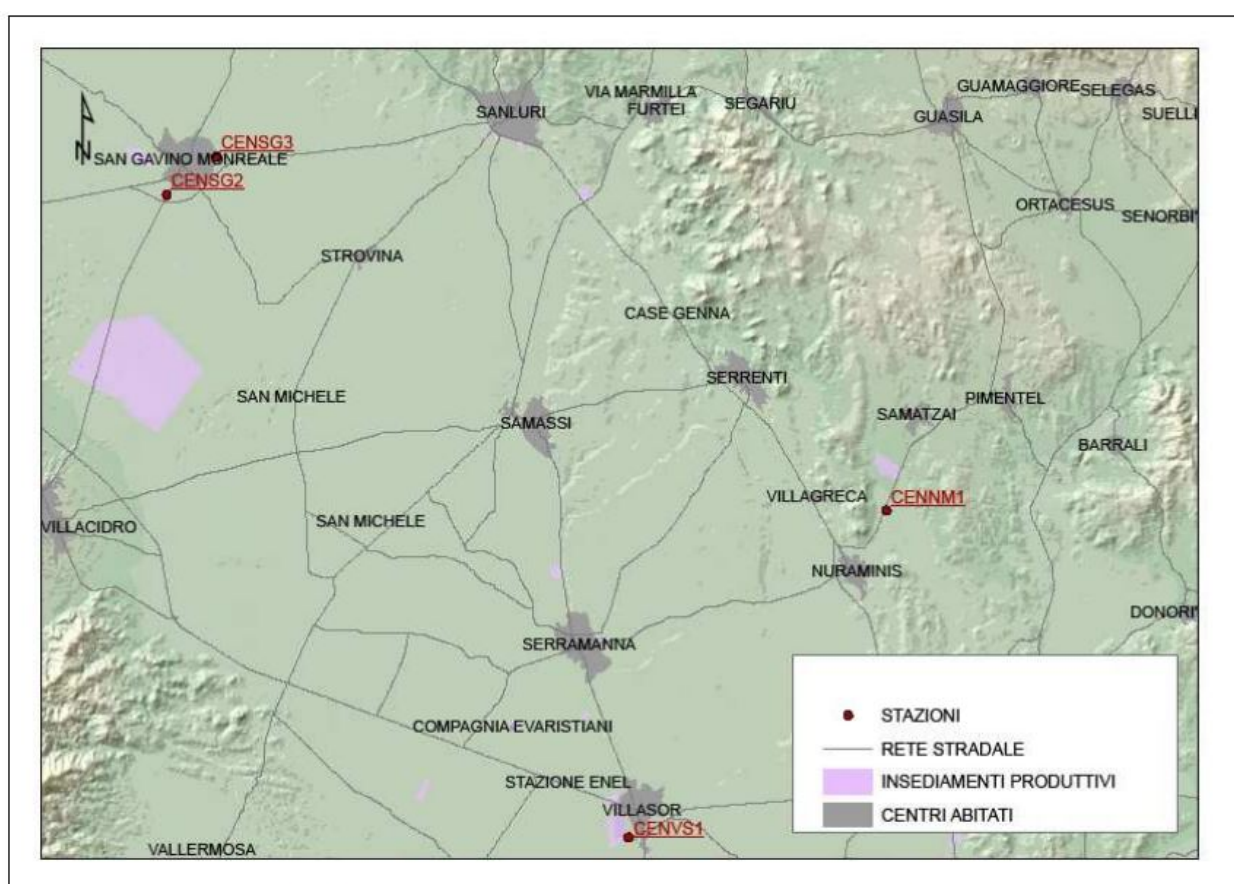 GUAMAGGIORE
SELEGAS
VIA MARMILLA
FURTEI
SEGARIU
SANLURI
GUASILA
SUELLI
CENSG3
SAN GAVINO MONREALE
CENSG2
N
ORTACESUS
SENORBI'
STROVINA
CASE GENNA
SERRENTI
SAN MICHELE
PIMENTEL
SAMATZAI
SAMASSI
BARRALI
VILLAGRECA
CENNM1
SAN MICHELE
VILLACIDRO
NURAMINIS
DONORI'
SERRAMANNA
COMPAGNIA EVARISTIANI
STAZIONE ENEL
VILLASOR
CENVS1
VALLERMOSA
STAZIONI
RETE STRADALE
INSEDIAMENTI PRODUTTIVI
CENTRI ABITATI